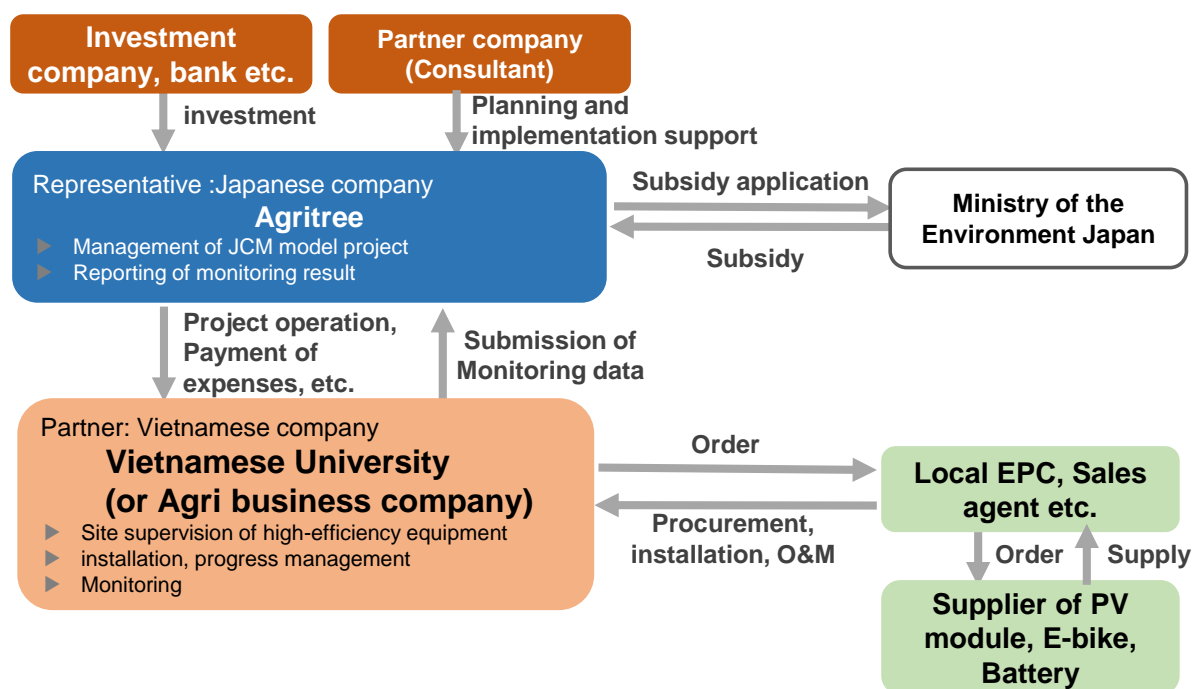 Investment
company, bank etc.
Partner company
(Consultant)
investment
Planning and
implementation support
Representative :Japanese company
Agritree
Management of JCM model project
Reporting of monitoring result
Subsidy application
Subsidy
Ministry of the
Environment Japan
Project operation,
Payment of
expenses, etc.
Submission of
Monitoring data
Partner: Vietnamese company
Vietnamese University
(or Agri business company)
Site supervision of high-efficiency equipment
installation, progress management
Monitoring
Order
Procurement,
installation, O&M
Local EPC, Sales
agent etc.
Order
Supply
Supplier of PV
module, E-bike,
Battery